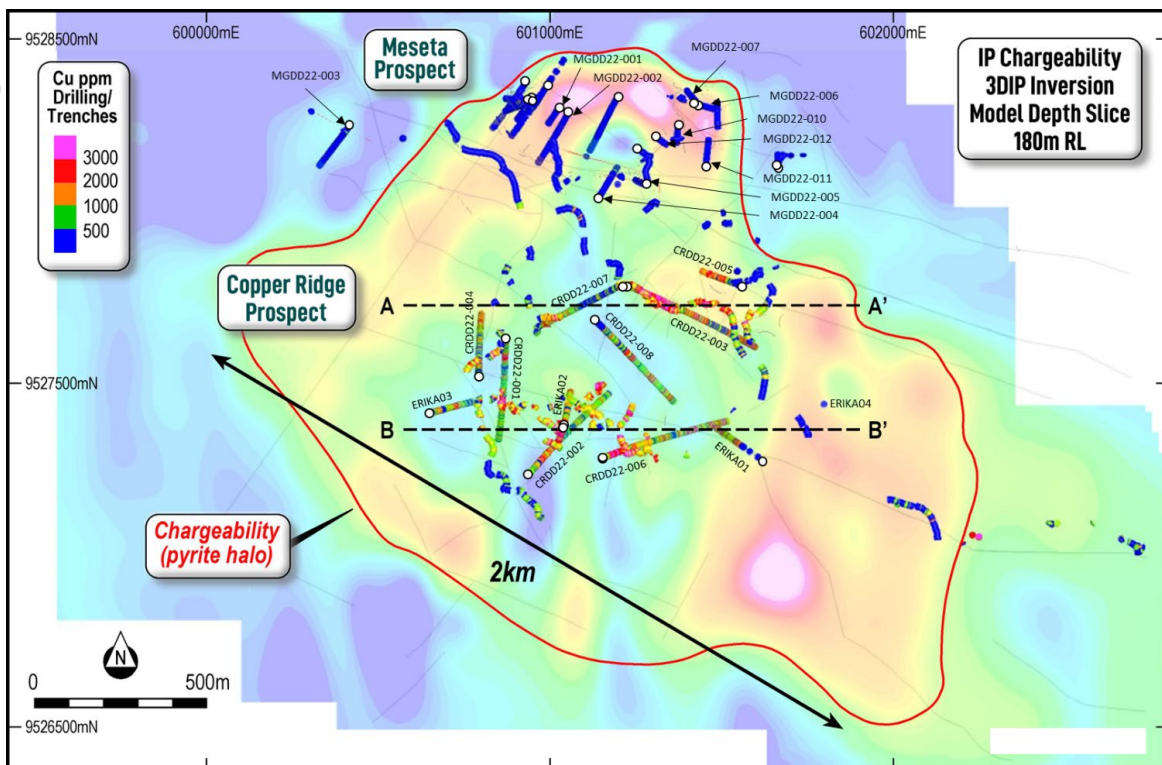 600000mE
601000mE
602000mE
9528500mN
9527500mN
9526500mN
Cu ppm
Drilling/
Trenches
3000
2000
1000
500
Meseta
Prospect
IP Chargeability
3DIP Inversion
Model Depth Slice
180m RL
MGDD22-003
MGDD22-001
MGDD22-002
MGDD22-007
MGDD22-006
MGDD22-010
MGDD22-012
MGDD22-011
MGDD22-005
MGDD22-004
Copper Ridge
Prospect
CRDD22-005
CRDD22-007
CRDD22-004
CRDD22-003
CRDD22-008
CRDD22-001
A
A'
ERIKA03
ERIKA02
ERIKA04
B
B'
CRDD22-002
CRDD22-006
ERIKA01
Chargeability
(pyrite halo)
2km
N
0
500m